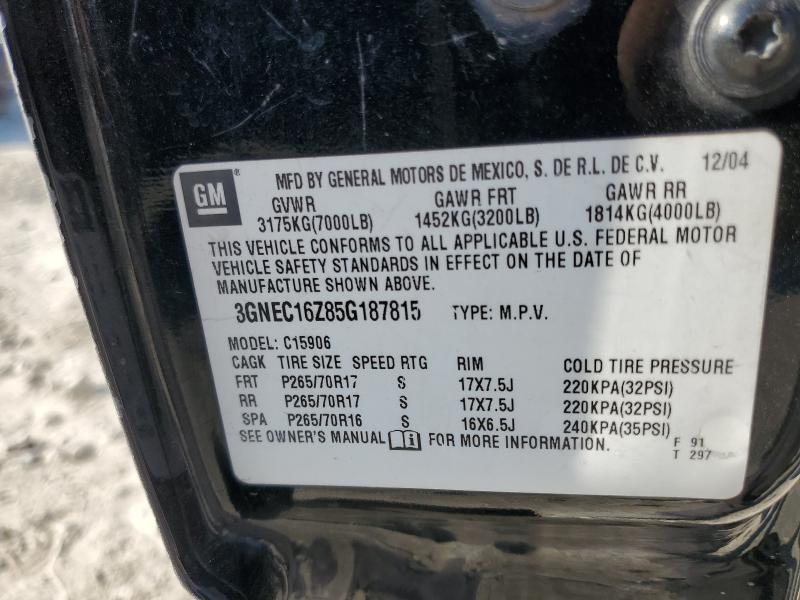 GM ® MFD BY GENERAL MOTORS DE MEXICO, S. DE R.L. DE C.V. 12/04
GVWR GAWR FRT GAWR RR
3175KG(7000LB) 1452KG(3200LB) 1814KG(4000LB)
THIS VEHICLE CONFORMS TO ALL APPLICABLE U.S. FEDERAL MOTOR
VEHICLE SAFETY STANDARDS IN EFFECT ON THE DATE OF
MANUFACTURE SHOWN ABOVE.
3GNEC16Z85G187815 TYPE: M.P.V.
MODEL: C15906
CAGK TIRE SIZE SPEED RTG RIM COLD TIRE PRESSURE
FRT P265/70R17 S 17X7.5J 220KPA(32PSI)
RR P265/70R17 S 17X7.5J 220KPA(32PSI)
SPA P265/70R16 S 16X6.5J 240KPA(35PSI)
SEE OWNER'S MANUAL i FOR MORE INFORMATION.
F 91
T 297